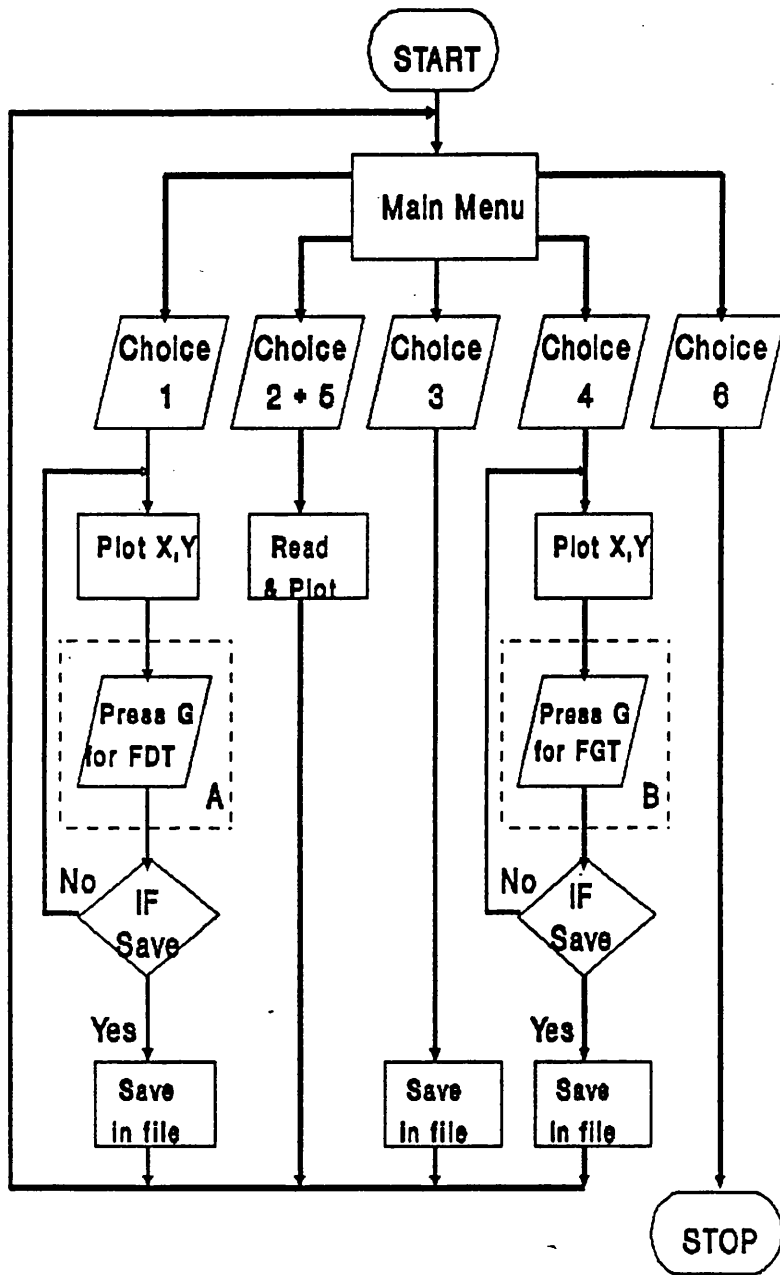 START
Main Menu
Choice
1
Choice
2 + 5
Choice
3
Choice
4
Choice
6
Plot X,Y
Read
& Plot
Plot X,Y
Press G
for FDT
A
Press G
for FGT
B
No
IF
Save
No
IF
Save
Yes
Yes
Save
in file
Save
in file
Save
in file
STOP